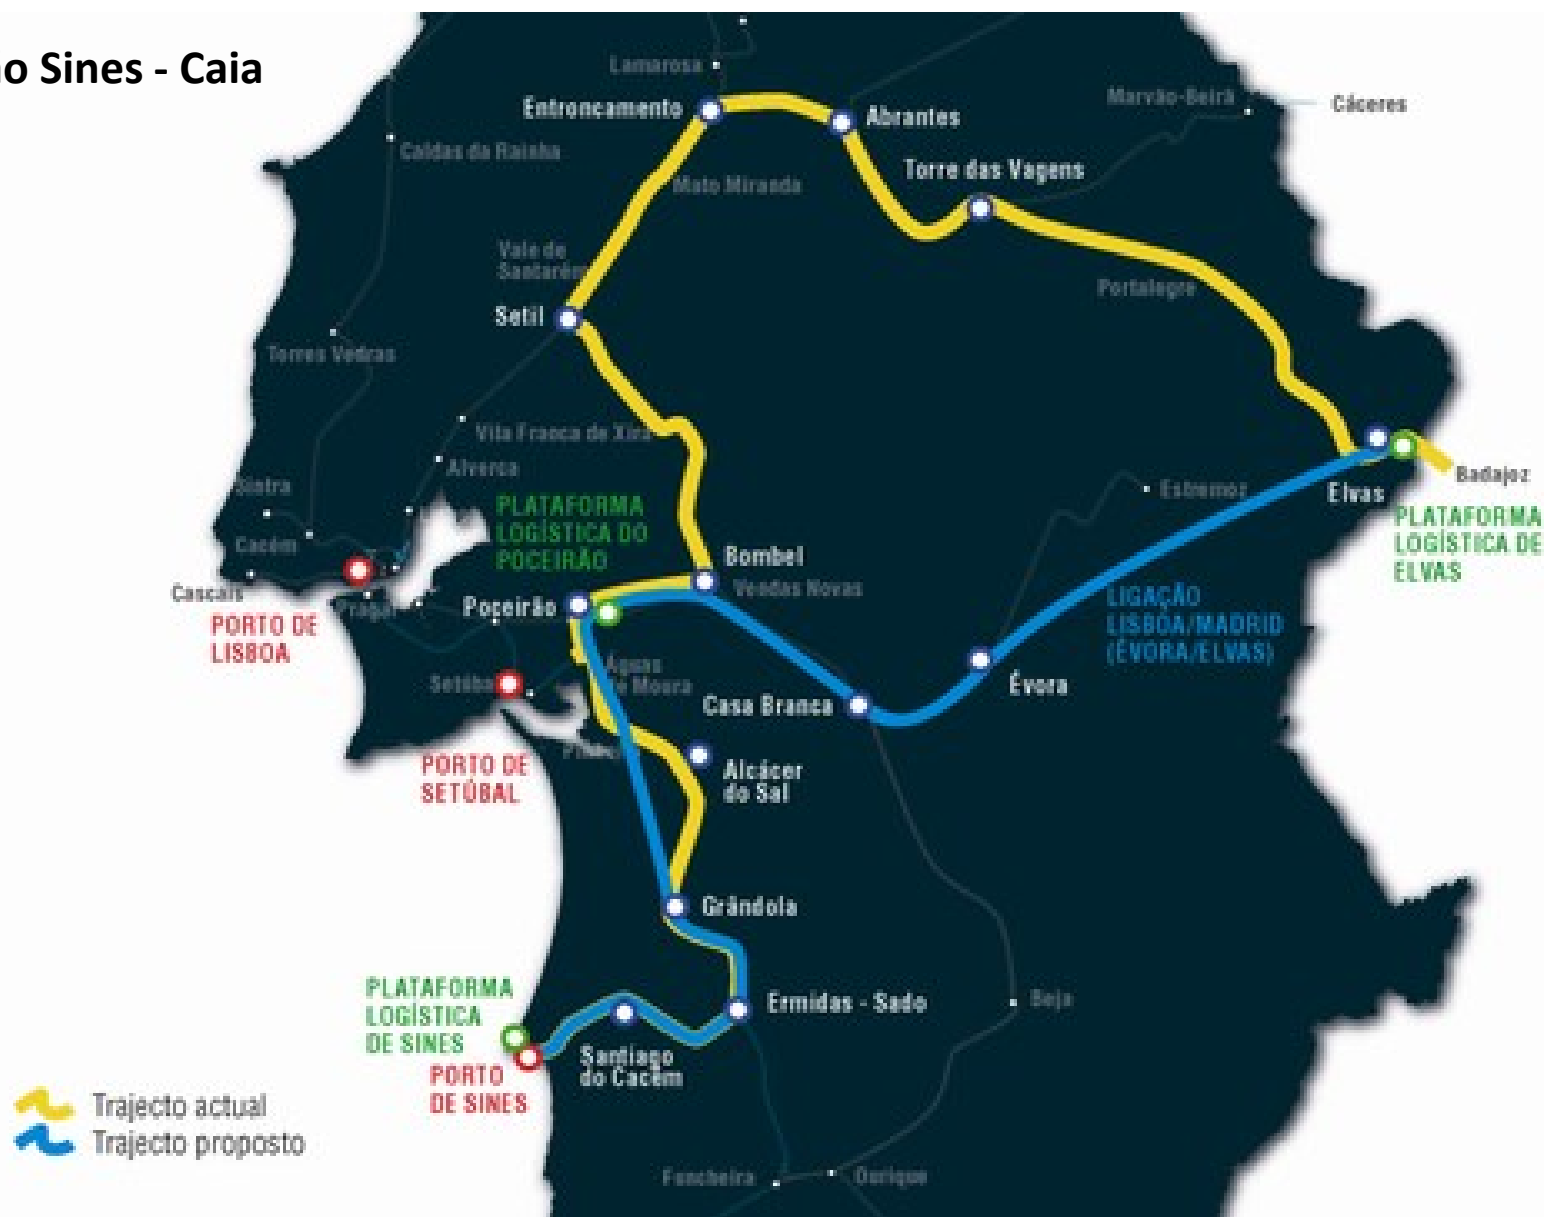 o Sines - Caia
Lamarosa
Entroncamento
Abrantes
Marvão-Beirã
Cáceres
Caldas da Rainha
Mato Miranda
Torre das Vagens
Vale de
Santarém
Portalegre
Setil
Torres Vedras
Vila Franca de Xira
Alverca
Badajoz
Sintra
Estremoz
Elvas
PLATAFORMA
LOGÍSTICA DO
POCEIRÃO
PLATAFORMA
LOGÍSTICA DE
ELVAS
Cacém
Bombel
Vendas Novas
Cascais
Pragal
Poceirão
LIGAÇÃO
LISBOA/MADRID
(ÉVORA/ELVAS)
PORTO DE
LISBOA
Águas
de Moura
Setúbal
Évora
Casa Branca
PORTO DE
SETÚBAL
Alcácer
do Sal
Grândola
PLATAFORMA
LOGÍSTICA
DE SINES
Ermidas - Sado
Beja
Santiago
do Cacém
PORTO
DE SINES
Trajecto actual
Trajecto proposto
Funcheira
Ourique